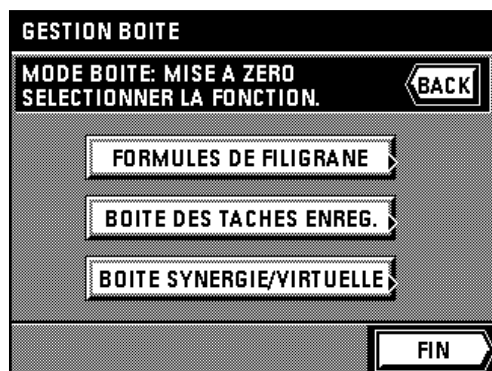 GESTION BOITE
MODE BOITE: MISE A ZERO
SELECTIONNER LA FONCTION.
BACK
FORMULES DE FILIGRANE
BOITE DES TACHES ENREG.
BOITE SYNERGIE/VIRTUELLE
FIN